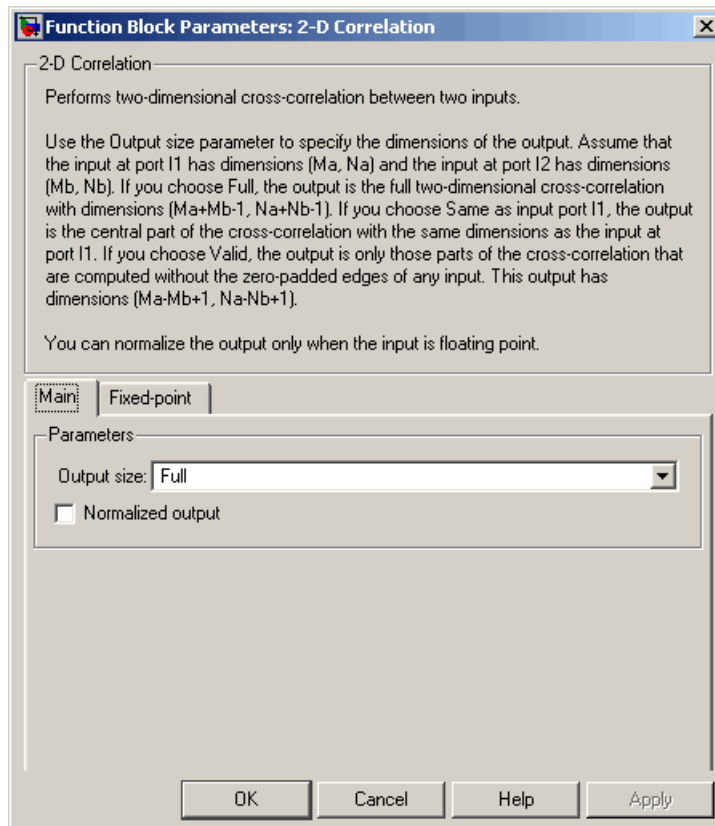 Function Block Parameters: 2-D Correlation
2-D Correlation
Performs two-dimensional cross-correlation between two inputs.
Use the Output size parameter to specify the dimensions of the output. Assume that
the input at port I1 has dimensions (Ma, Na) and the input at port I2 has dimensions
(Mb, Nb). If you choose Full, the output is the full two-dimensional cross-correlation
with dimensions (Ma+Mb-1, Na+Nb-1). If you choose Same as input port I1, the output
is the central part of the cross-correlation with the same dimensions as the input at
port I1. If you choose Valid, the output is only those parts of the cross-correlation that
are computed without the zero-padded edges of any input. This output has
dimensions (Ma-Mb+1, Na-Nb+1).
You can normalize the output only when the input is floating point.
Main Fixed-point
Parameters
Output size: Full
Normalized output
OK Cancel Help Apply